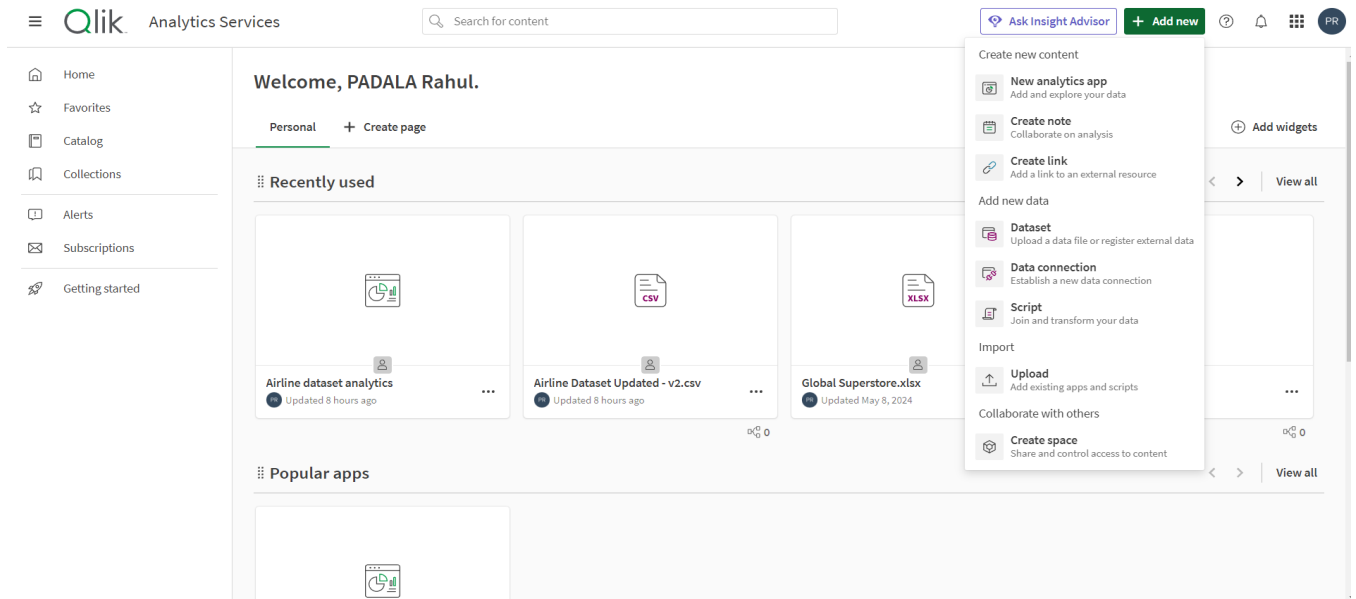 Qlik
Analytics Services
Search for content
Ask Insight Advisor
Add new
PR
Home
Favorites
Catalog
Collections
Alerts
Subscriptions
Getting started
Welcome, PADALA Rahul.
Personal
Create page
Add widgets
Create new content
New analytics app
Add and explore your data
Create note
Collaborate on analysis
Create link
Add a link to an external resource
Add new data
Dataset
Upload a data file or register external data
Data connection
Establish a new data connection
Script
Join and transform your data
Import
Upload
Add existing apps and scripts
Collaborate with others
Create space
Share and control access to content
Recently used
View all
CSV
XLSX
Airline dataset analytics
PR Updated 8 hours ago
Airline Dataset Updated - v2.csv
PR Updated 8 hours ago
0
Global Superstore.xlsx
PR Updated May 8, 2024
0
Popular apps
View all